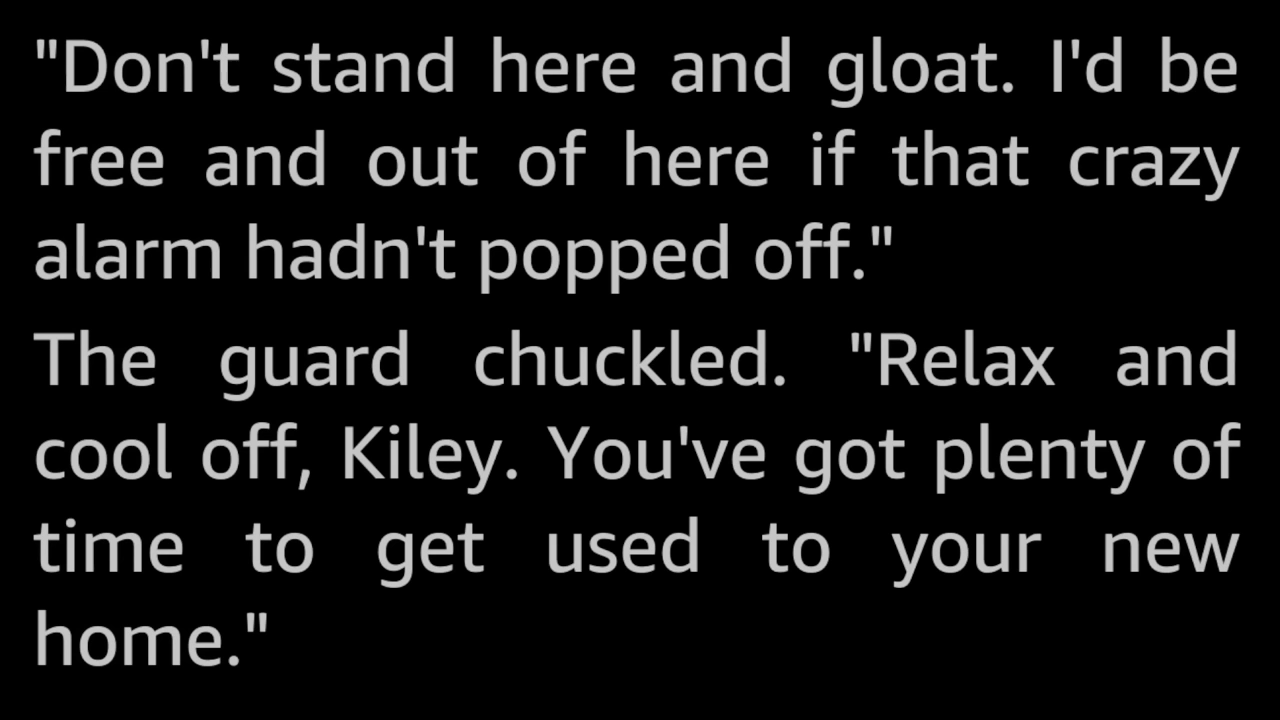 "Don't stand here and gloat. I'd be
free and out of here if that crazy
alarm hadn't popped off."
The guard chuckled. "Relax and
cool off, Kiley. You've got plenty of
time to get used to your new
home."